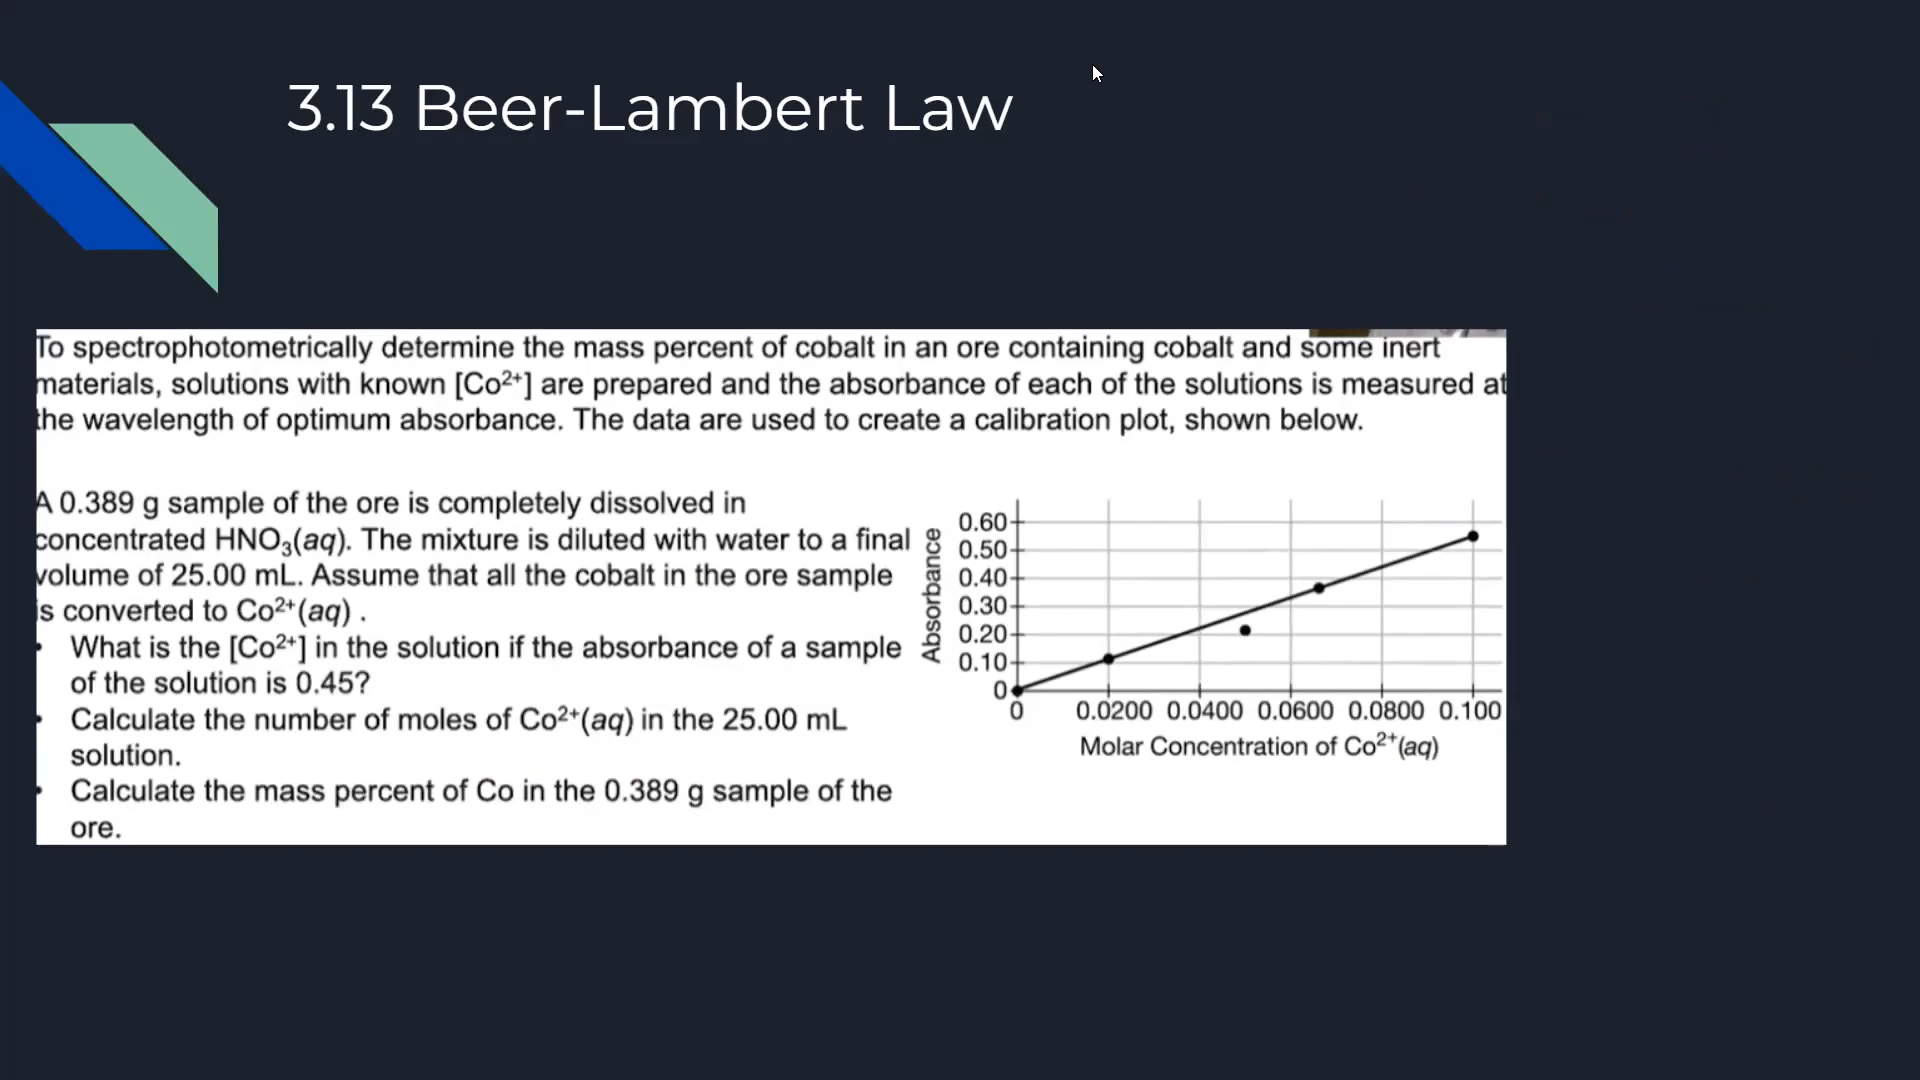 3.13 Beer-Lambert Law
To spectrophotometrically determine the mass percent of cobalt in an ore containing cobalt and some inert
materials, solutions with known [Co²⁺] are prepared and the absorbance of each of the solutions is measured at
the wavelength of optimum absorbance. The data are used to create a calibration plot, shown below.
A 0.389 g sample of the ore is completely dissolved in
concentrated HNO₃(aq). The mixture is diluted with water to a final
volume of 25.00 mL. Assume that all the cobalt in the ore sample
is converted to Co²⁺(aq) .
• What is the [Co²⁺] in the solution if the absorbance of a sample
of the solution is 0.45?
• Calculate the number of moles of Co²⁺(aq) in the 25.00 mL
solution.
• Calculate the mass percent of Co in the 0.389 g sample of the
ore.
Absorbance
0.60
0.50
0.40
0.30
0.20
0.10
0
0 0.0200 0.0400 0.0600 0.0800 0.100
Molar Concentration of Co²⁺(aq)